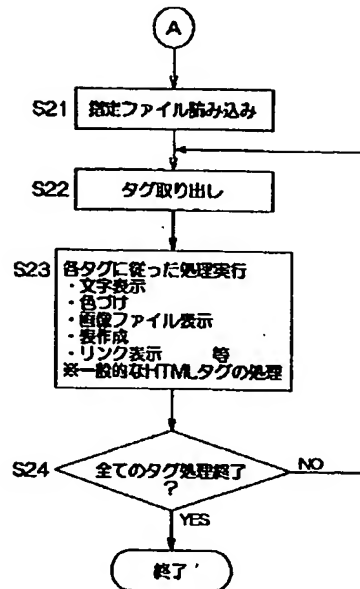 A
S21 指定ファイル読み込み
S22 タグ取り出し
S23 各タグに従った処理実行
・文字表示
・色づけ
・画像ファイル表示
・表作成
・リンク表示 等
※一般的なHTMLタグの処理
S24 全てのタグ処理終了
?
NO
YES
終了